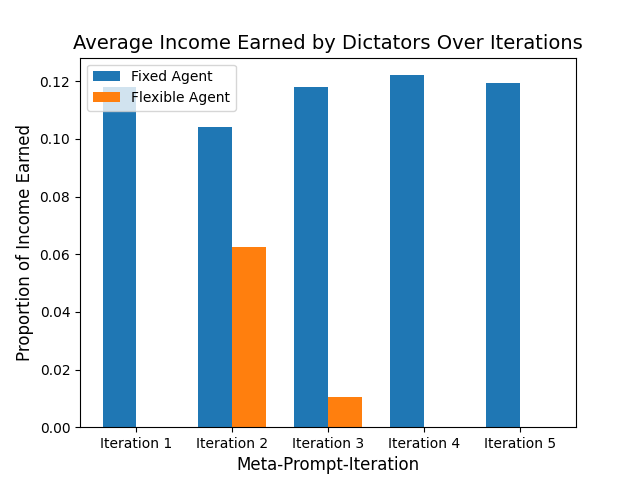 Average Income Earned by Dictators Over Iterations
Fixed Agent
Flexible Agent
Proportion of Income Earned
0.12
0.10
0.08
0.06
0.04
0.02
0.00
Iteration 1 Iteration 2 Iteration 3 Iteration 4 Iteration 5
Meta-Prompt-Iteration